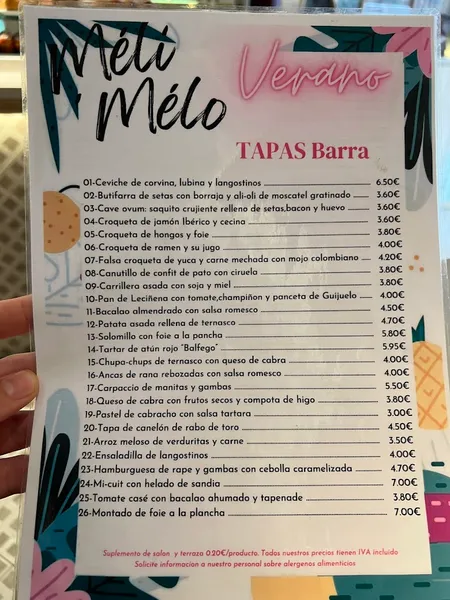 Méli Mélo
Verano
TAPAS Barra
01-Ceviche de corvina, lubina y langostinos 6.50€
02-Butifarra de setas con borraja y ali-oli de moscatel gratinado 3.60€
03-Cave ovum: saquito crujiente relleno de setas,bacon y huevo 3.60€
04-Croqueta de jamón Ibérico y cecina 3.60€
05-Croqueta de hongos y foie 3.80€
06-Croqueta de ramen y su jugo 4.00€
07-Falsa croqueta de yuca y carne mechada con mojo colombiano 4.20€
08-Canutillo de confit de pato con ciruela 3.80€
09-Carrillera asada con soja y miel 3.80€
10-Pan de Leciñena con tomate,champiñon y panceta de Guijuelo 4.00€
11-Bacalao almendrado con salsa romesco 4.50€
12-Patata asada rellena de ternasco 4.70€
13-Solomillo con foie a la pancha 5.80€
14-Tartar de atún rojo "Balfego" 5.95€
15-Chupa-chups de ternasco con queso de cabra 4.00€
16-Ancas de rana rebozadas con salsa romesco 4.00€
17-Carpaccio de manitas y gambas 5.50€
18-Queso de cabra con frutos secos y compota de higo 3.80€
19-Pastel de cabracho con salsa tartara 3.00€
20-Tapa de canelón de rabo de toro 4.50€
21-Arroz meloso de verduritas y carne 3.50€
22-Ensaladilla de langostinos 4.00€
23-Hamburguesa de rape y gambas con cebolla caramelizada 4.70€
24-Mi-cuit con helado de sandia 7.00€
25-Tomate casé con bacalao ahumado y tapenade 3.80€
26-Montado de foie a la plancha 7.00€
Suplemento de salon y terraza 0.20€/producto. Todos nuestros precios tienen IVA incluido
Solicite informacion a nuestro personal sobre alergenos alimenticios